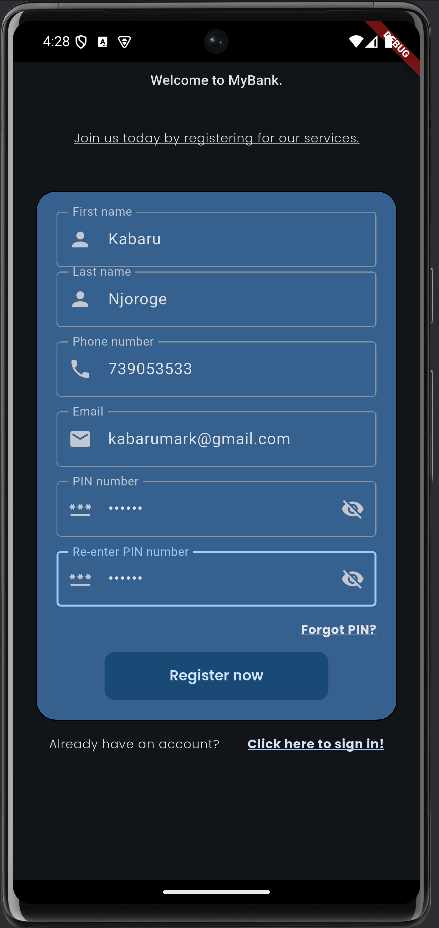 4:28
DEBUG
Welcome to MyBank.
Join us today by registering for our services.
First name
Kabaru
Last name
Njoroge
Phone number
739053533
Email
kabarumark@gmail.com
PIN number
••••••
Re-enter PIN number
••••••
Forgot PIN?
Register now
Already have an account? Click here to sign in!